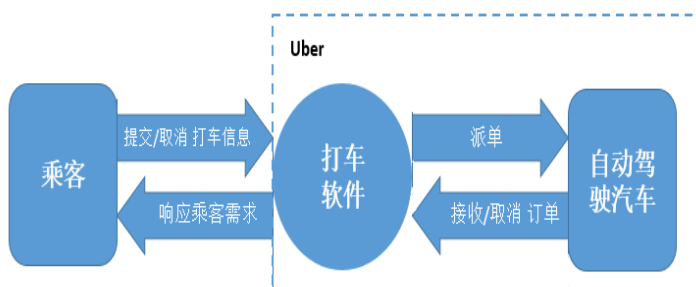 Uber
乘客
提交/取消 打车信息
响应乘客需求
打车
软件
派单
接收/取消 订单
自动驾
驶汽车